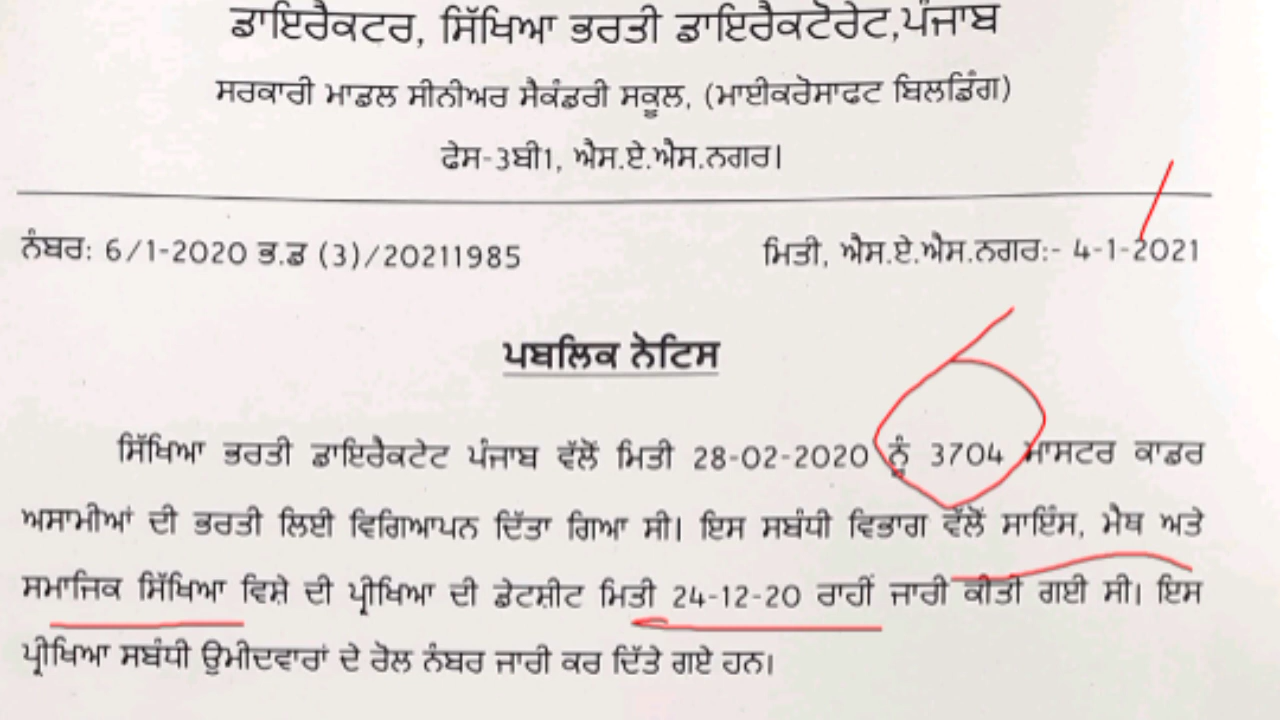 ਡਾਇਰੈਕਟਰ, ਸਿੱਖਿਆ ਭਰਤੀ ਡਾਇਰੈਕਟੋਰੇਟ,ਪੰਜਾਬ
ਸਰਕਾਰੀ ਮਾਡਲ ਸੀਨੀਅਰ ਸੈਕੰਡਰੀ ਸਕੂਲ, (ਮਾਈਕਰੋਸਾਫਟ ਬਿਲਡਿੰਗ)
ਫੇਸ-3ਬੀ1, ਐਸ.ਏ.ਐਸ.ਨਗਰ।
ਨੰਬਰ: 6/1-2020 ਭ.ਡ (3)/20211985 ਮਿਤੀ, ਐਸ.ਏ.ਐਸ.ਨਗਰ:- 4-1-2021
ਪਬਲਿਕ ਨੋਟਿਸ
ਸਿੱਖਿਆ ਭਰਤੀ ਡਾਇਰੈਕਟੇਟ ਪੰਜਾਬ ਵੱਲੋਂ ਮਿਤੀ 28-02-2020 ਨੂੰ 3704 ਮਾਸਟਰ ਕਾਡਰ
ਅਸਾਮੀਆਂ ਦੀ ਭਰਤੀ ਲਿਈ ਵਿਗਿਆਪਨ ਦਿੱਤਾ ਗਿਆ ਸੀ। ਇਸ ਸਬੰਧੀ ਵਿਭਾਗ ਵੱਲੋਂ ਸਾਇੰਸ, ਮੈਥ ਅਤੇ
ਸਮਾਜਿਕ ਸਿੱਖਿਆ ਵਿਸ਼ੇ ਦੀ ਪ੍ਰੀਖਿਆ ਦੀ ਡੇਟਸ਼ੀਟ ਮਿਤੀ 24-12-20 ਰਾਹੀਂ ਜਾਰੀ ਕੀਤੀ ਗਈ ਸੀ। ਇਸ
ਪ੍ਰੀਖਿਆ ਸਬੰਧੀ ਉਮੀਦਵਾਰਾਂ ਦੇ ਰੋਲ ਨੰਬਰ ਜਾਰੀ ਕਰ ਦਿੱਤੇ ਗਏ ਹਨ।